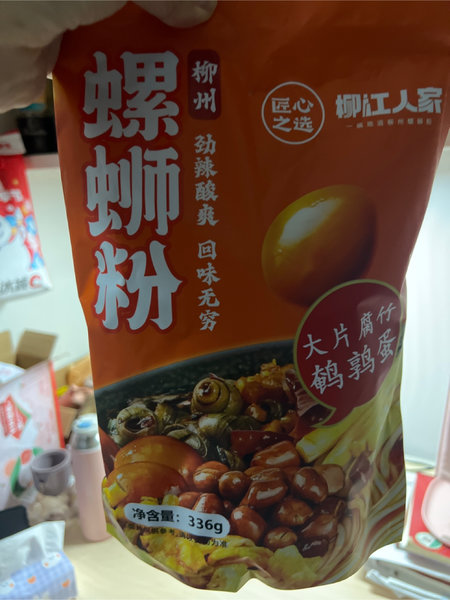 柳州
螺蛳粉
劲辣酸爽 回味无穷
匠心
之选
柳江人家
大片腐竹
鹌鹑蛋
净含量: 336g